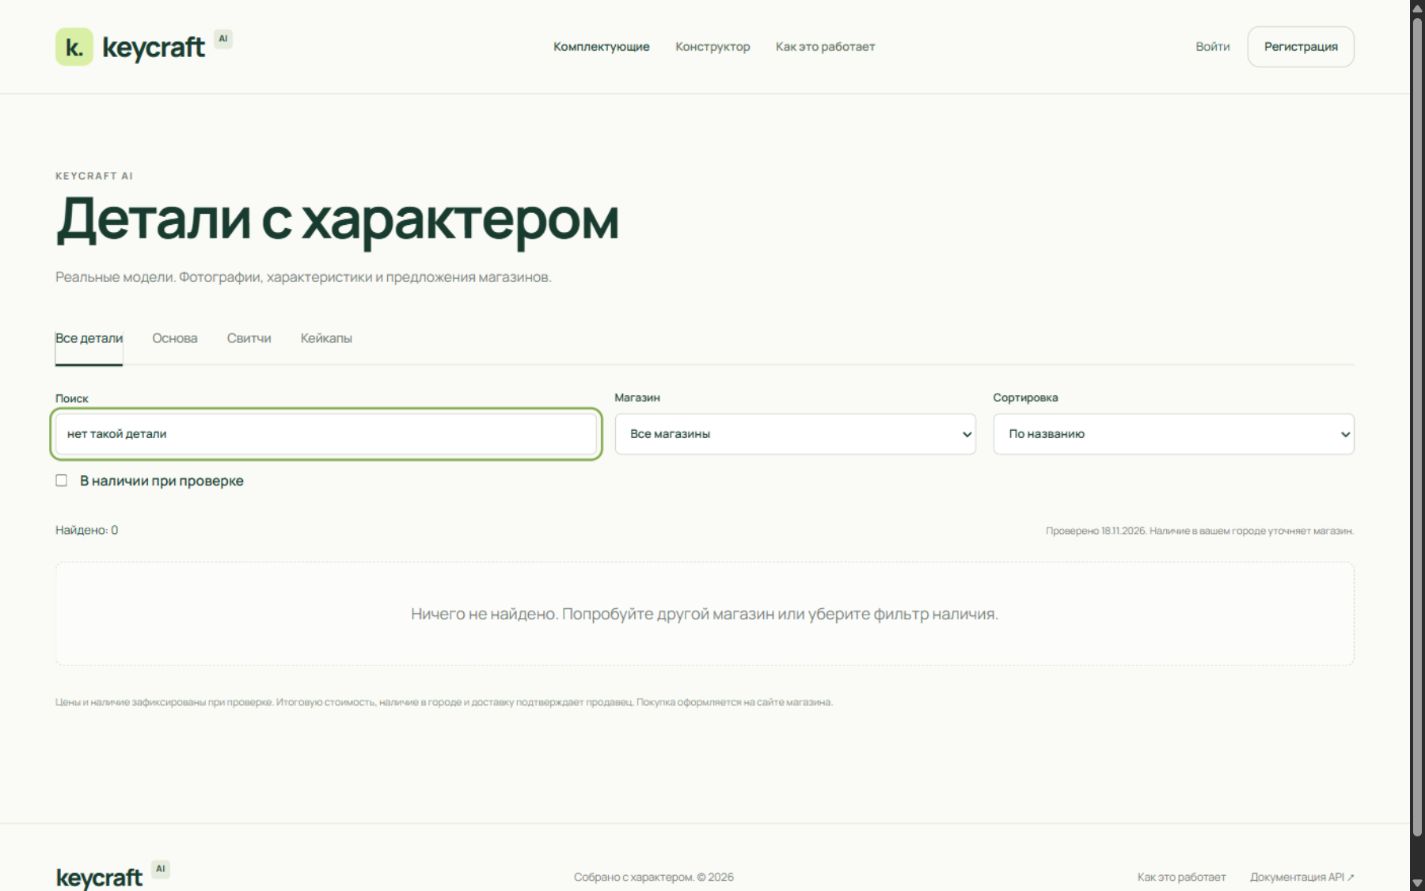 k. keycraft AI
Комплектующие Конструктор Как это работает
Войти Регистрация
KEYCRAFT AI
Детали с характером
Реальные модели. Фотографии, характеристики и предложения магазинов.
Все детали Основа Свитчи Кейкапы
Поиск Магазин Сортировка
нет такой детали Все магазины По названию
В наличии при проверке
Найдено: 0 Проверено 18.11.2026. Наличие в вашем городе уточняет магазин.
Ничего не найдено. Попробуйте другой магазин или уберите фильтр наличия.
Цены и наличие зафиксированы при проверке. Итоговую стоимость, наличие в городе и доставку подтверждает продавец. Покупка оформляется на сайте магазина.
keycraft AI Собрано с характером. © 2026 Как это работает Документация API ↗